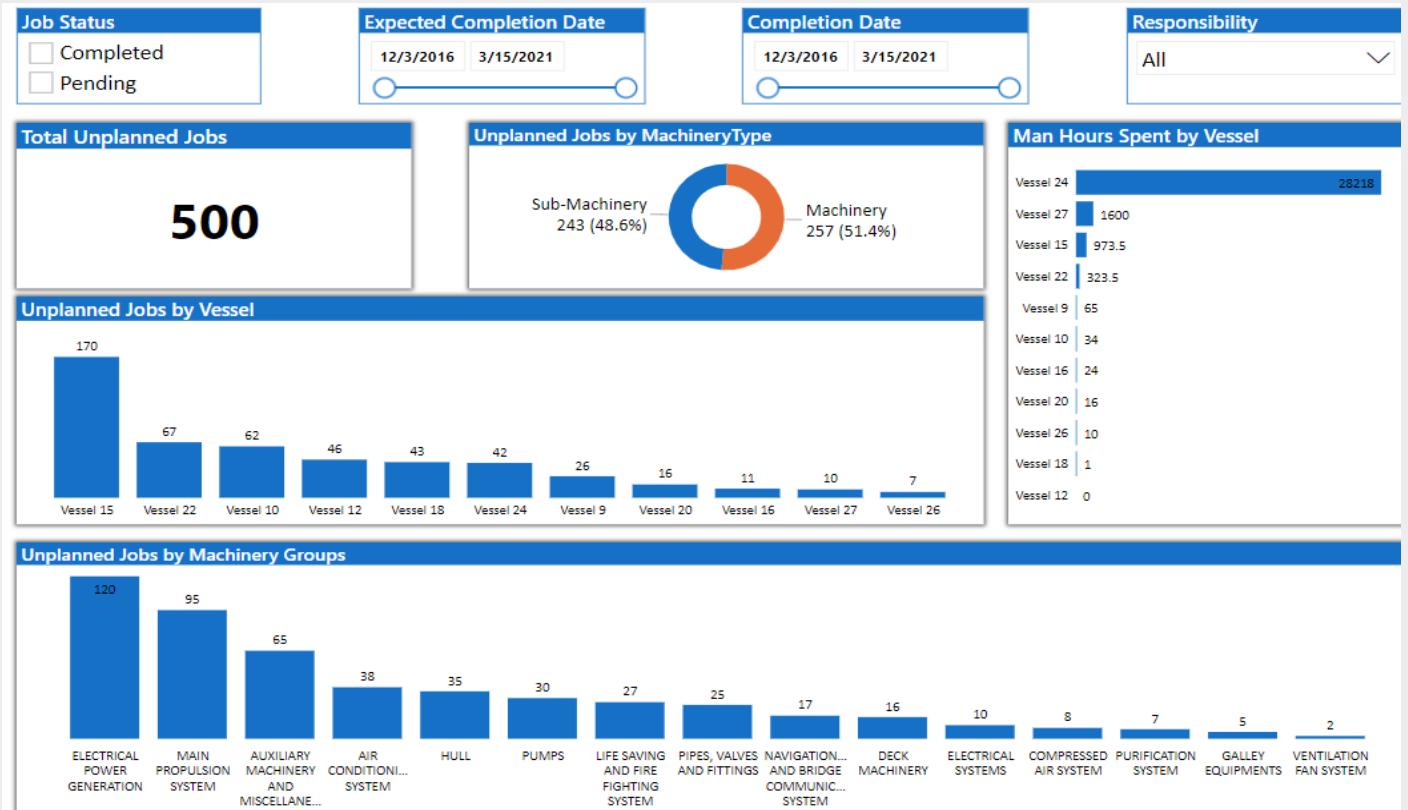 Job Status
Completed
Pending
Expected Completion Date
12/3/2016 3/15/2021
Completion Date
12/3/2016 3/15/2021
Responsibility
All
Total Unplanned Jobs
500
Unplanned Jobs by MachineryType
Sub-Machinery
243 (48.6%)
Machinery
257 (51.4%)
Man Hours Spent by Vessel
Vessel 24 28218
Vessel 27 1600
Vessel 15 973.5
Vessel 22 323.5
Vessel 9 65
Vessel 10 34
Vessel 16 24
Vessel 20 16
Vessel 26 10
Vessel 18 1
Vessel 12 0
Unplanned Jobs by Vessel
170 67 62 46 43 42 26 16 11 10 7
Vessel 15 Vessel 22 Vessel 10 Vessel 12 Vessel 18 Vessel 24 Vessel 9 Vessel 20 Vessel 16 Vessel 27 Vessel 26
Unplanned Jobs by Machinery Groups
120 95 65 38 35 30 27 25 17 16 10 8 7 5 2
ELECTRICAL
POWER
GENERATION
MAIN
PROPULSION
SYSTEM
AUXILIARY
MACHINERY
AND
MISCELLANE...
AIR
CONDITIONI...
SYSTEM
HULL
PUMPS
LIFE SAVING
AND FIRE
FIGHTING
SYSTEM
PIPES, VALVES
AND FITTINGS
NAVIGATION...
AND BRIDGE
COMMUNIC...
SYSTEM
DECK
MACHINERY
ELECTRICAL
SYSTEMS
COMPRESSED
AIR SYSTEM
PURIFICATION
SYSTEM
GALLEY
EQUIPMENTS
VENTILATION
FAN SYSTEM